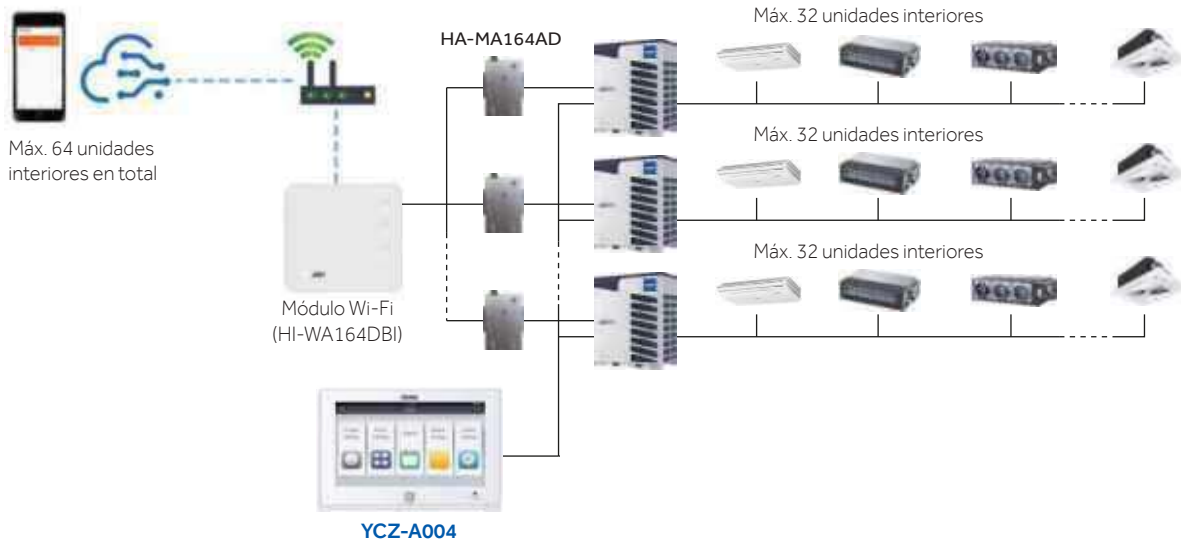 Máx. 32 unidades interiores
HA-MA164AD
Máx. 64 unidades
interiores en total
Máx. 32 unidades interiores
Máx. 32 unidades interiores
Módulo Wi-Fi
(HI-WA164DBI)
YCZ-A004